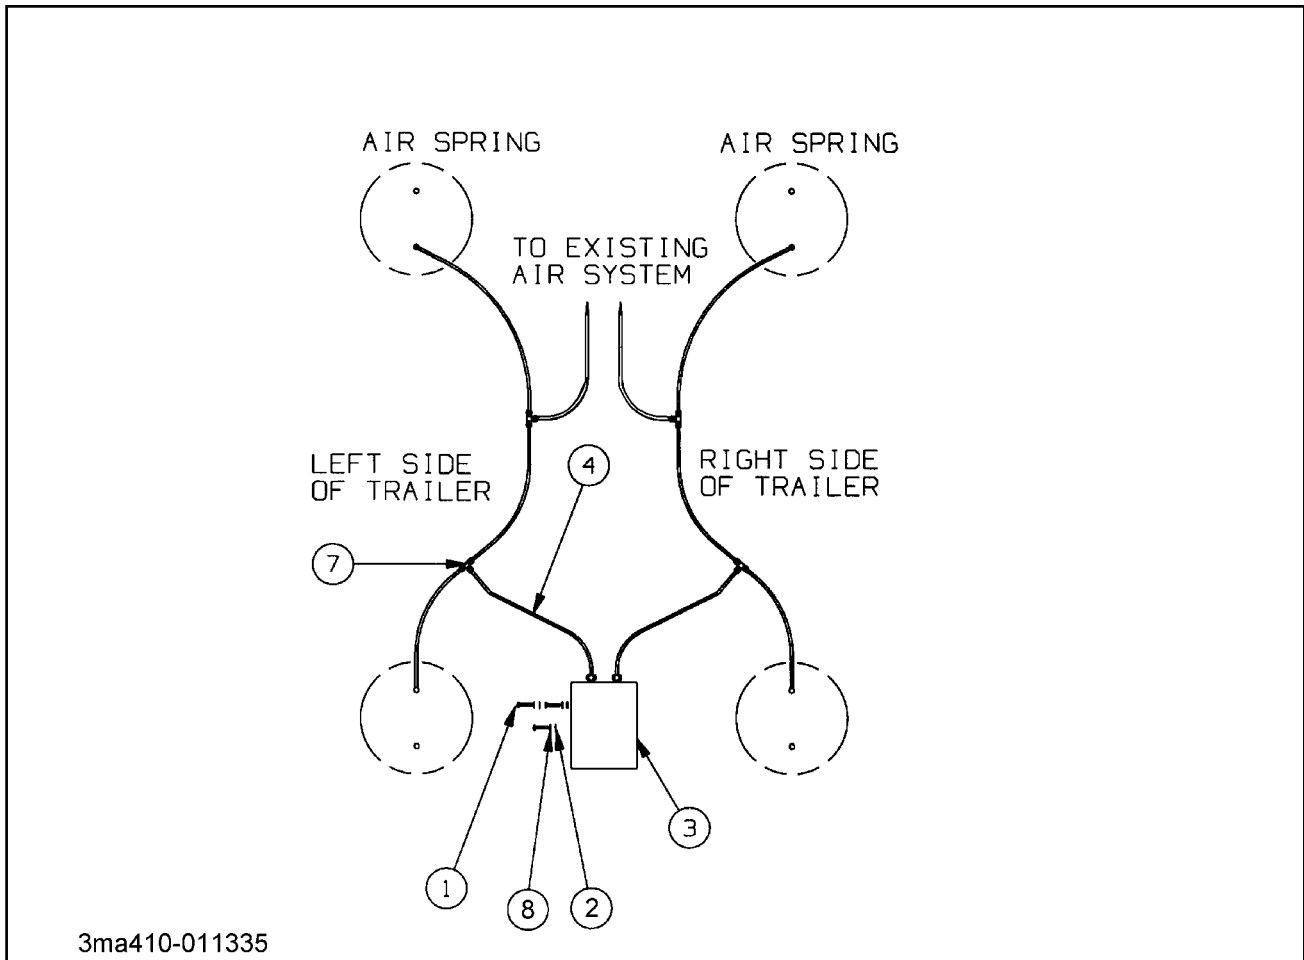 AIR SPRING
AIR SPRING
TO EXISTING
AIR SYSTEM
LEFT SIDE
OF TRAILER
4
RIGHT SIDE
OF TRAILER
7
3
1
8
2
3ma410-011335